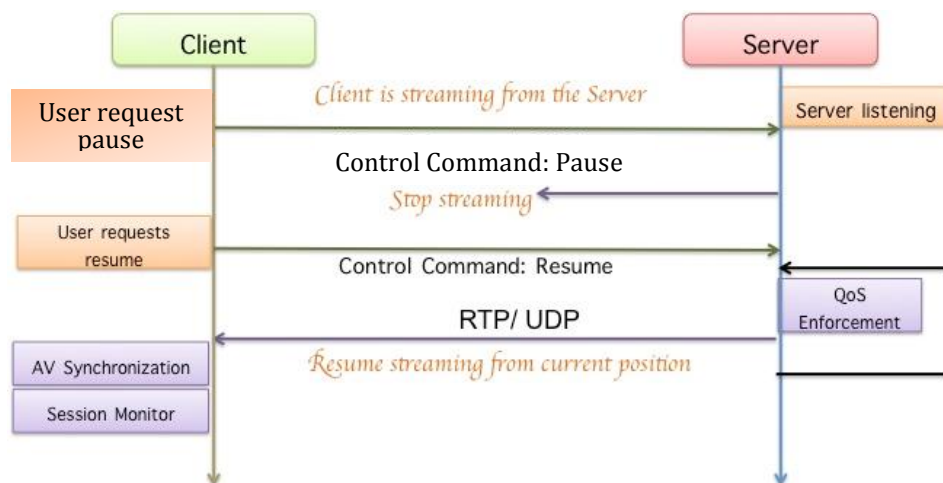 Client
Server
Client is streaming from the Server
User request
pause
Server listening
Control Command: Pause
Stop streaming
User requests
resume
Control Command: Resume
QoS
Enforcement
RTP/ UDP
Resume streaming from current position
AV Synchronization
Session Monitor